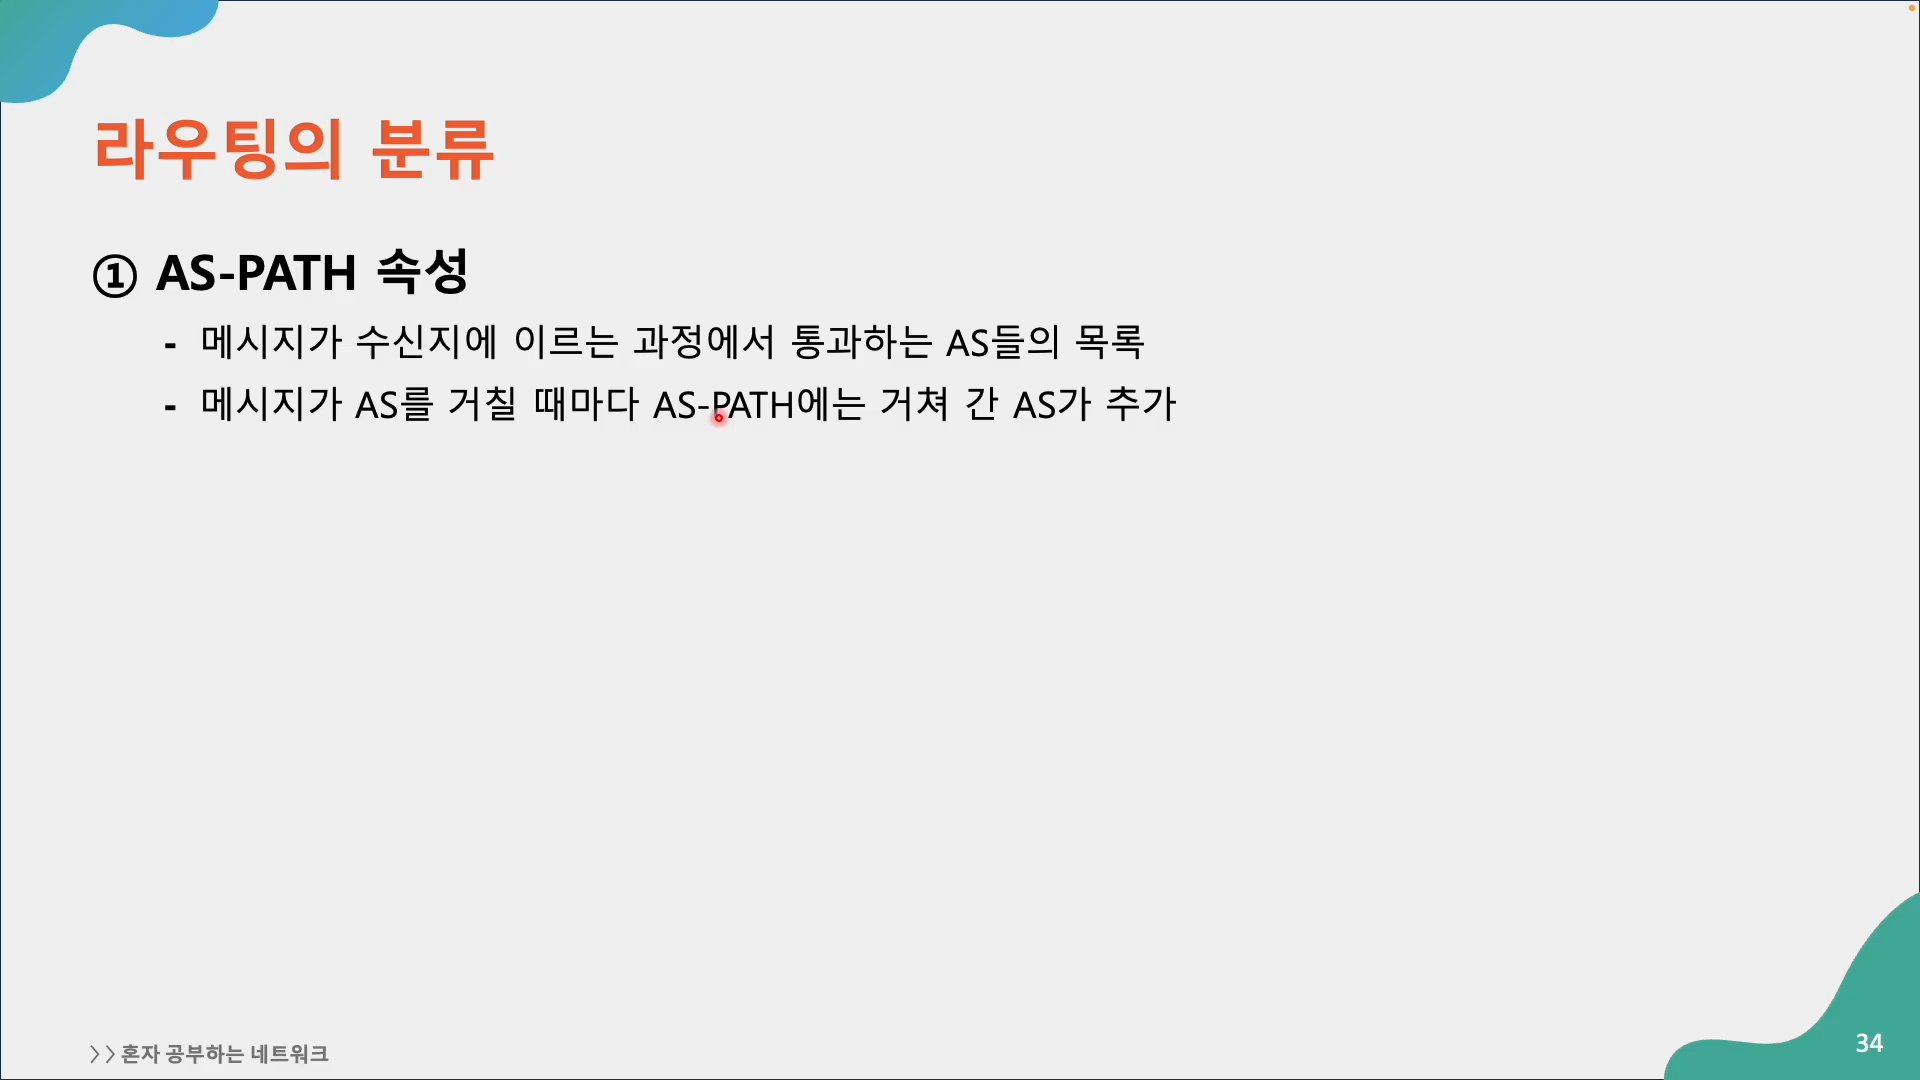 라우팅의 분류
① AS-PATH 속성
- 메시지가 수신지에 이르는 과정에서 통과하는 AS들의 목록
- 메시지가 AS를 거칠 때마다 AS-PATH에는 거쳐 간 AS가 추가
>> 혼자 공부하는 네트워크
34